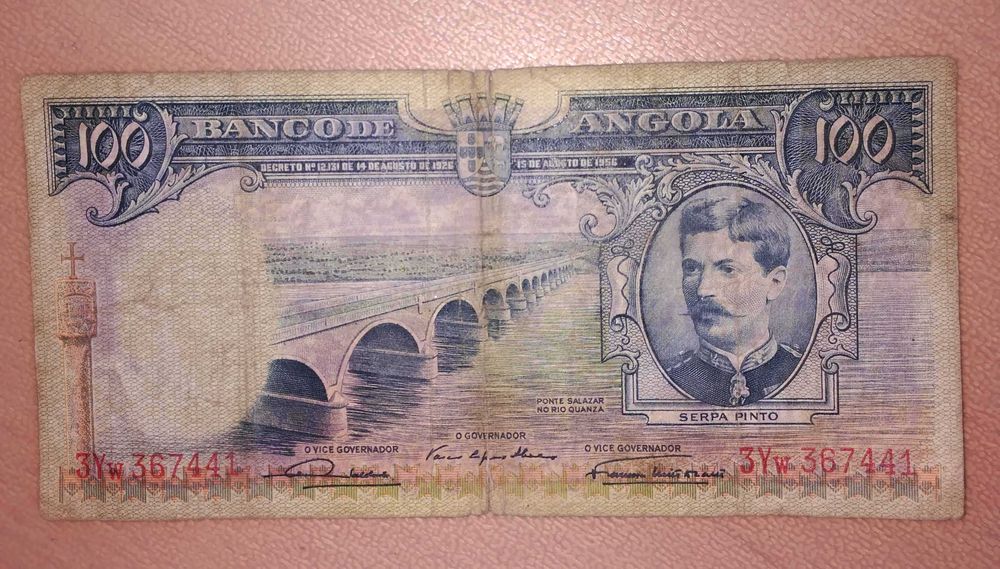 100 BANCO DE ANGOLA 100
DECRETO Nº 12.131 DE 14 DE AGOSTO DE 1926 15 DE AGOSTO DE 1956
PONTE SALAZAR
NO RIO QUANZA
SERPA PINTO
O GOVERNADOR
O VICE GOVERNADOR O VICE GOVERNADOR
3Yw 367441 3Yw 367441